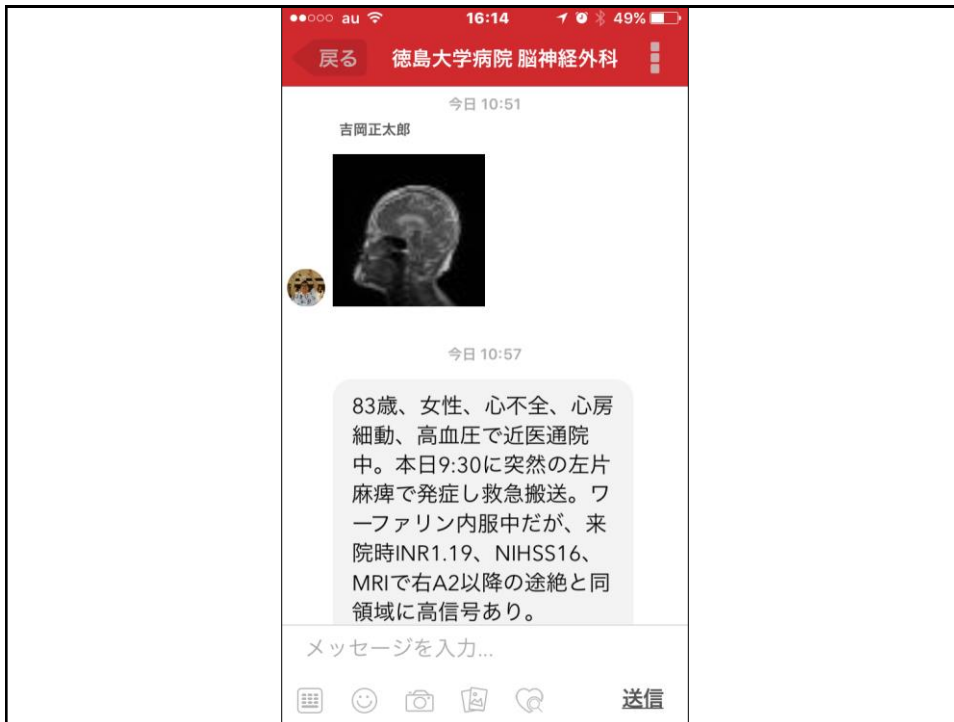 au 16:14 49%
戻る 徳島大学病院 脳神経外科
今日 10:51
吉岡正太郎
今日 10:57
83歳、女性、心不全、心房
細動、高血圧で近医通院
中。本日9:30に突然の左片
麻痺で発症し救急搬送。ワ
ーファリン内服中だが、来
院時INR1.19、NIHSS16、
MRIで右A2以降の途絶と同
領域に高信号あり。
メッセージを入力...
送信